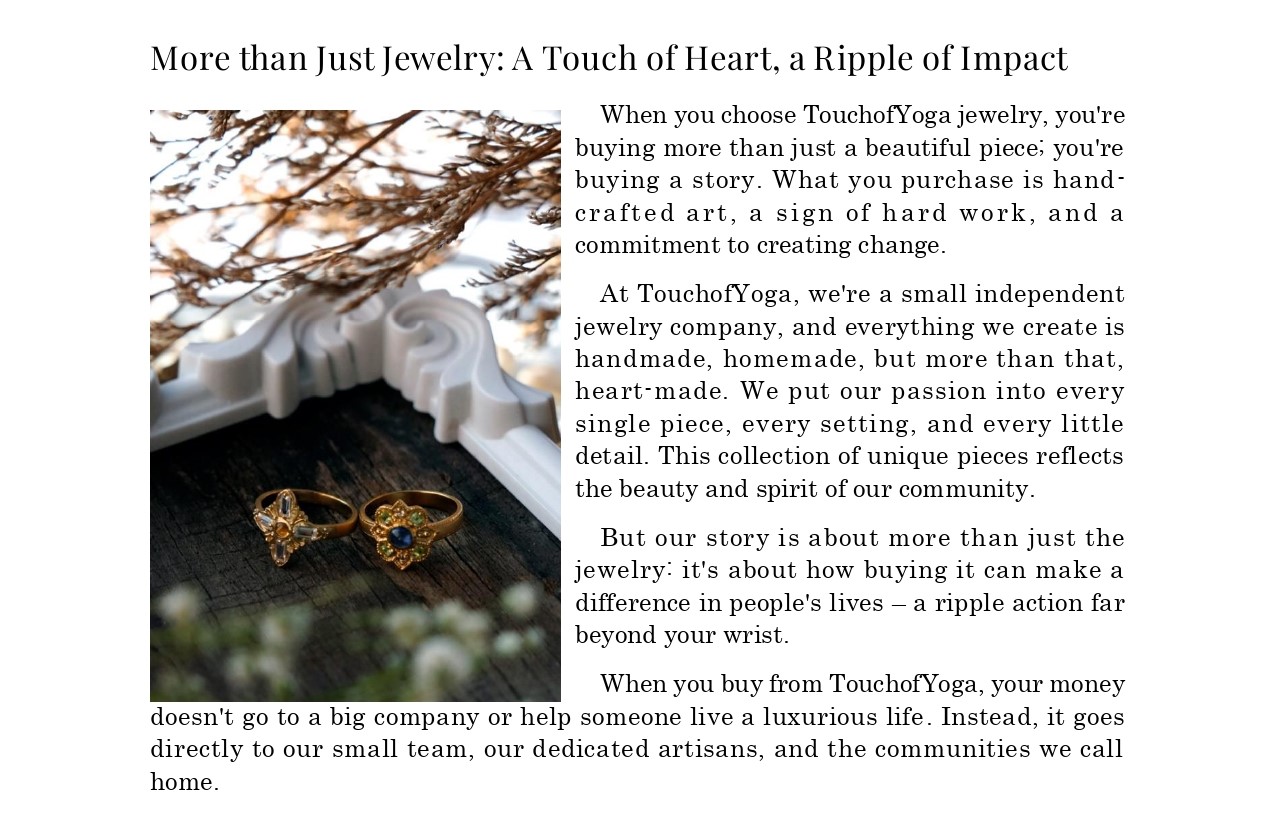 More than Just Jewelry: A Touch of Heart, a Ripple of Impact
When you choose TouchofYoga jewelry, you're
buying more than just a beautiful piece; you're
buying a story. What you purchase is hand-
crafted art, a sign of hard work, and a
commitment to creating change.
At TouchofYoga, we're a small independent
jewelry company, and everything we create is
handmade, homemade, but more than that,
heart-made. We put our passion into every
single piece, every setting, and every little
detail. This collection of unique pieces reflects
the beauty and spirit of our community.
But our story is about more than just the
jewelry: it's about how buying it can make a
difference in people's lives – a ripple action far
beyond your wrist.
When you buy from TouchofYoga, your money
doesn't go to a big company or help someone live a luxurious life. Instead, it goes
directly to our small team, our dedicated artisans, and the communities we call
home.